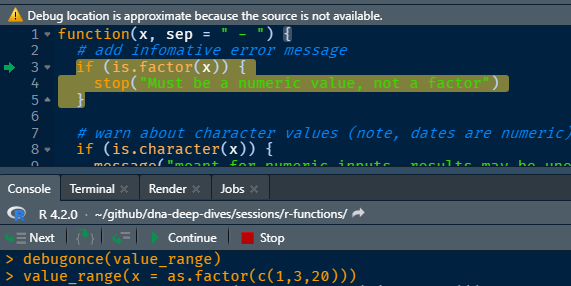 Debug location is approximate because the source is not available.
1 function(x, sep = " - ") {
2 # add infomative error message
3 if (is.factor(x)) {
4 stop("Must be a numeric value, not a factor")
5 }
6
7 # warn about character values (note, dates are numeric)
8 if (is.character(x)) {
9 message("meant for numeric inputs, results may be une
Console Terminal Render Jobs
R 4.2.0 · ~/github/dna-deep-dives/sessions/r-functions/
Next Continue Stop
> debugonce(value_range)
> value_range(x = as.factor(c(1,3,20)))